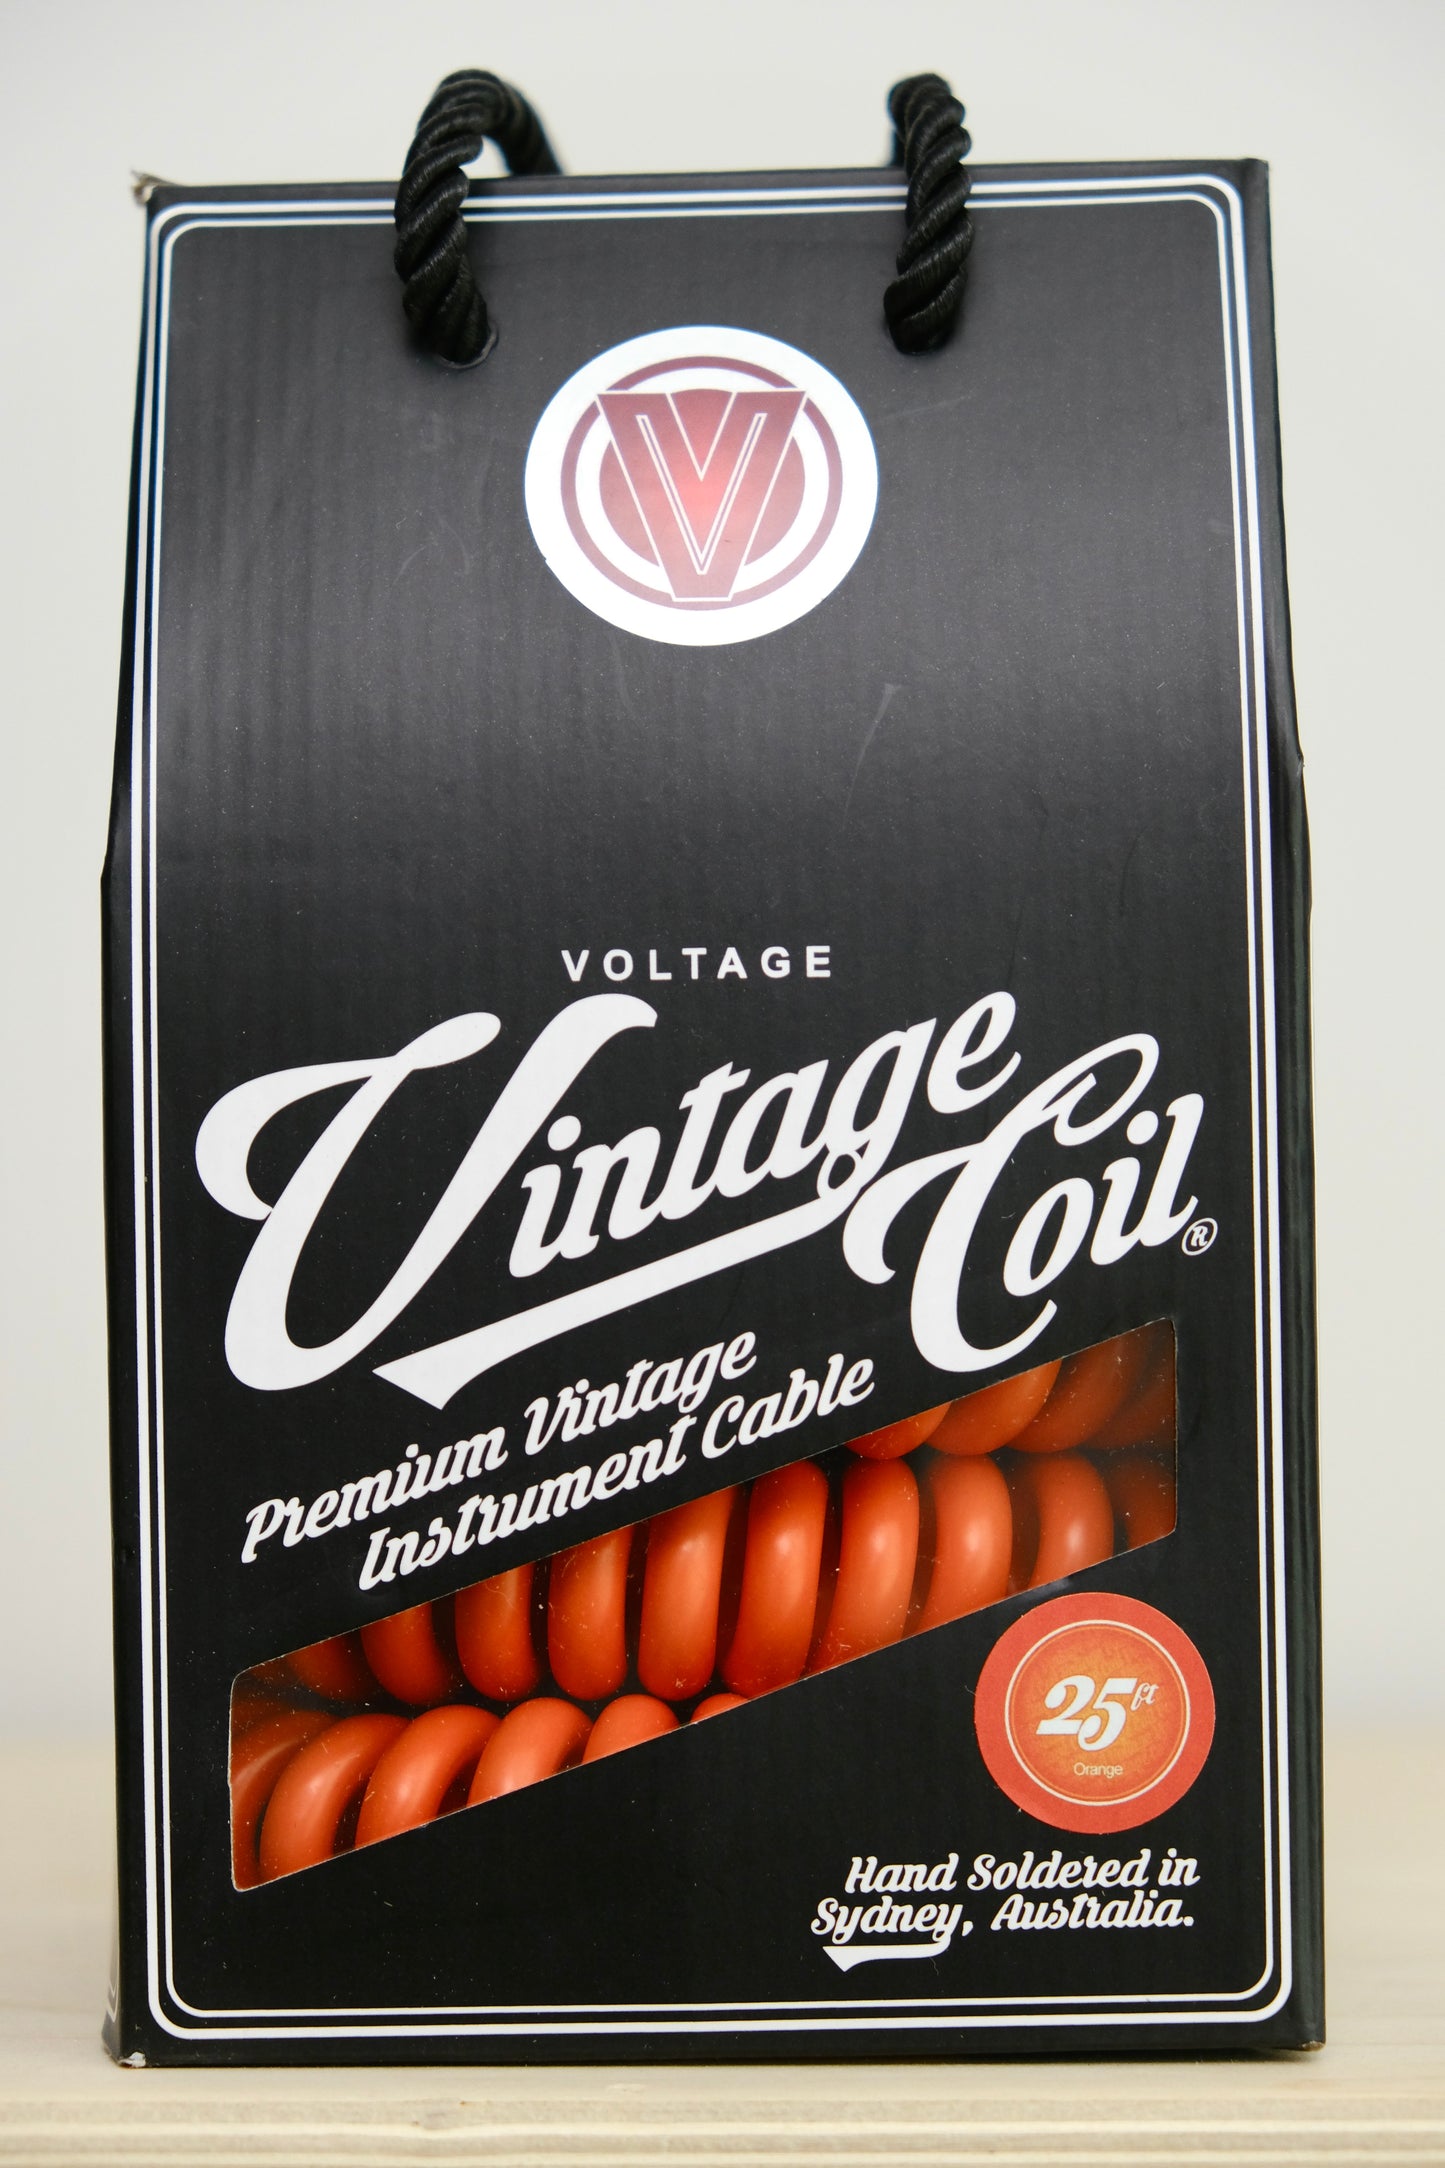 V
VOLTAGE
Vintage
Coil®
Premium Vintage
Instrument Cable
25ft
Orange
Hand Soldered in
Sydney, Australia.